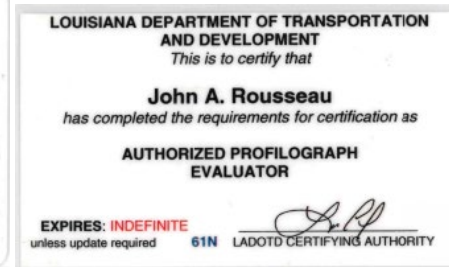 LOUISIANA DEPARTMENT OF TRANSPORTATION
AND DEVELOPMENT
This is to certify that
John A. Rousseau
has completed the requirements for certification as
AUTHORIZED PROFILOGRAPH
EVALUATOR
EXPIRES: INDEFINITE
unless update required 61N LADOTD CERTIFYING AUTHORITY